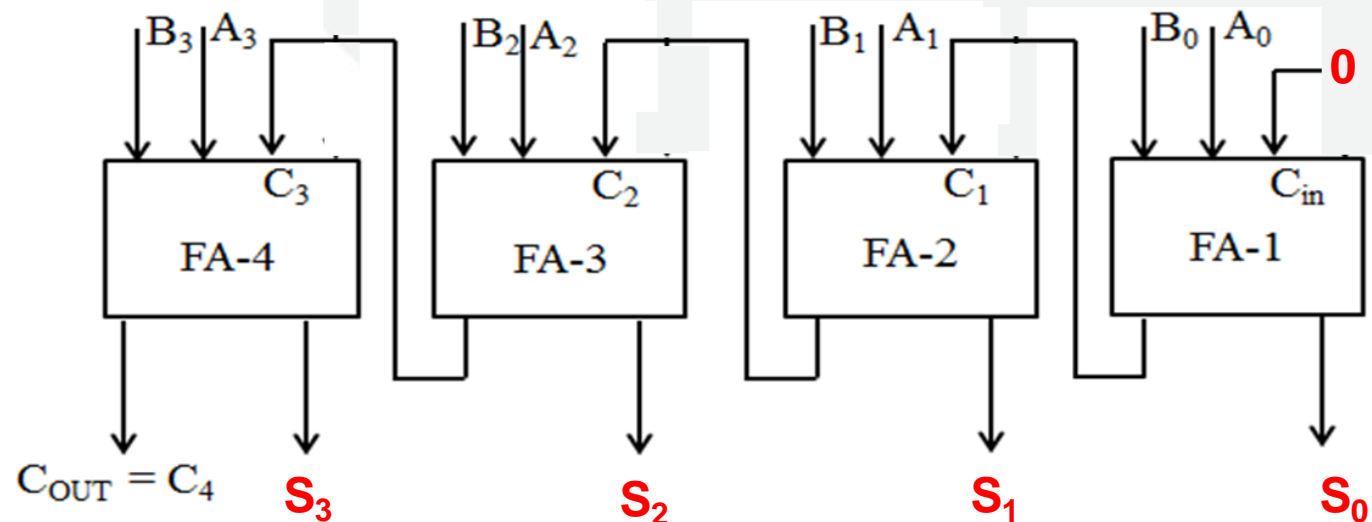 B₃ A₃ B₂ A₂ B₁ A₁ B₀ A₀
0
C₃ C₂ C₁ Cᵢₙ
FA-4 FA-3 FA-2 FA-1
C_OUT = C₄ S₃ S₂ S₁ S₀